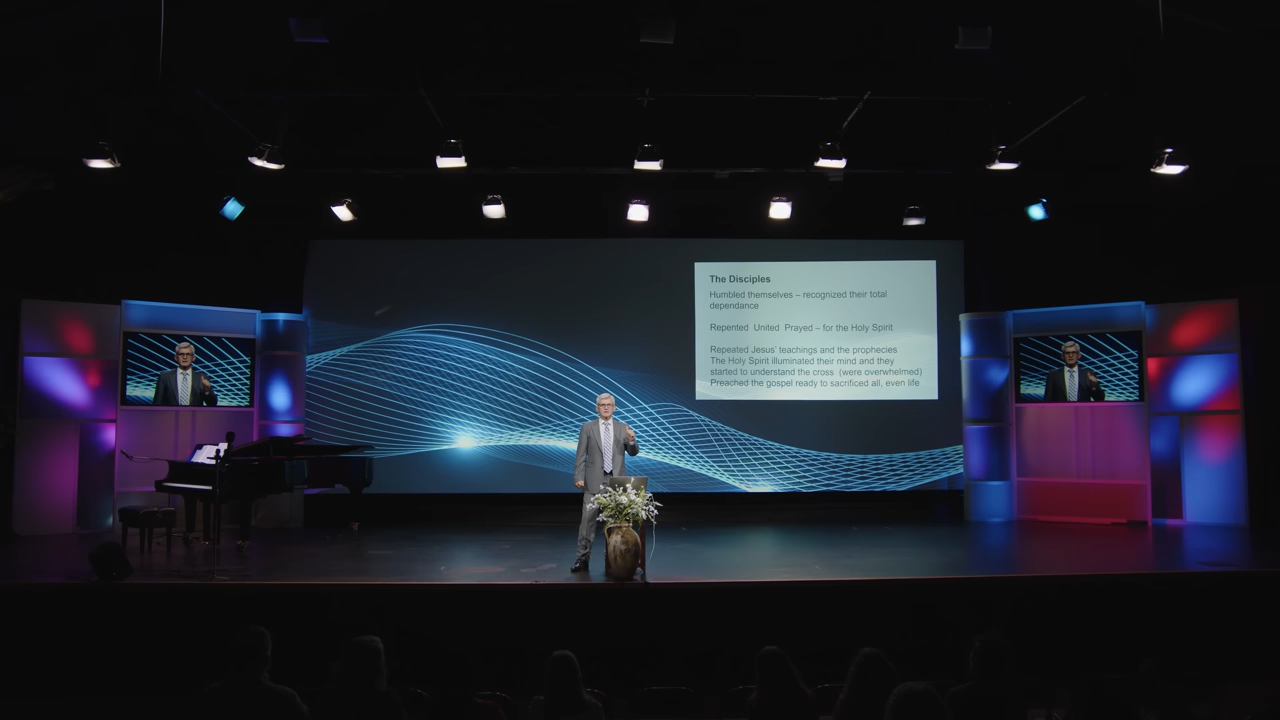 The Disciples
Humbled themselves – recognized their total
dependance
Repented  United  Prayed – for the Holy Spirit
Repeated Jesus' teachings and the prophecies
The Holy Spirit illuminated their mind and they
started to understand the cross  (were overwhelmed)
Preached the gospel ready to sacrificed all, even life